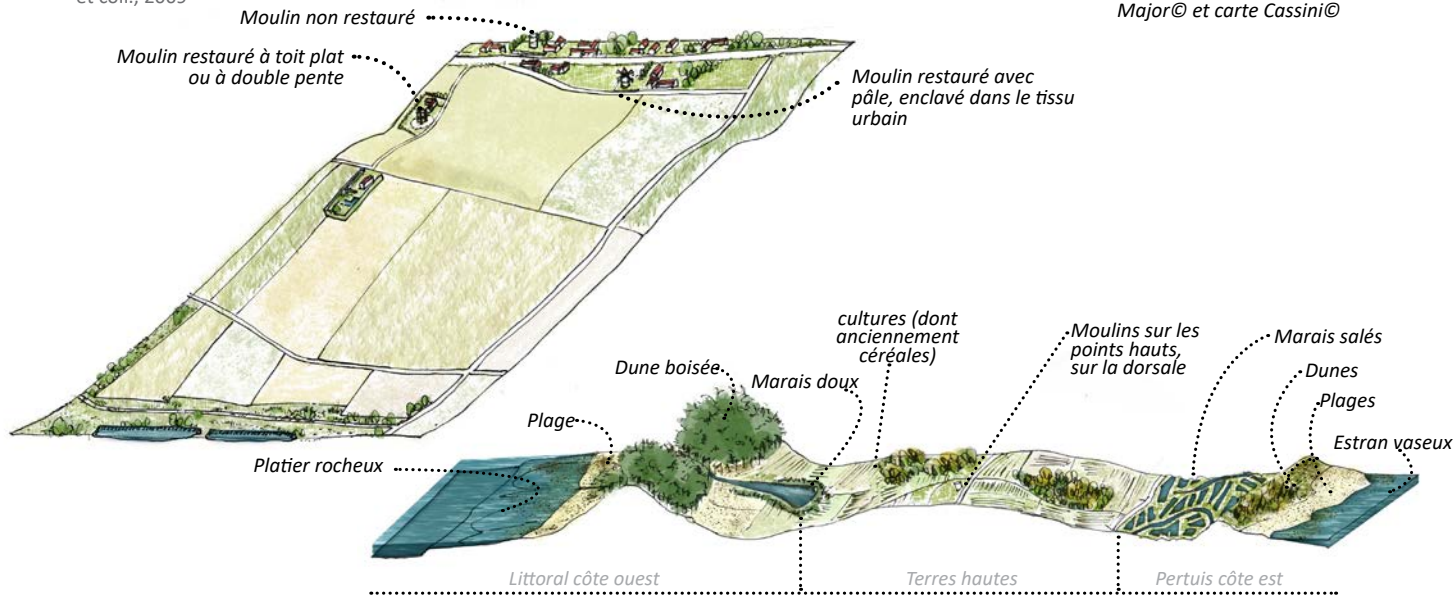 et coll., 2005
Major© et carte Cassini©
Moulin non restauré
Moulin restauré à toit plat
ou à double pente
Moulin restauré avec
pâle, enclavé dans le tissu
urbain
cultures (dont
anciennement
céréales)
Moulins sur les
points hauts,
sur la dorsale
Marais salés
Dune boisée
Marais doux
Dunes
Plages
Plage
Estran vaseux
Platier rocheux
Littoral côte ouest
Terres hautes
Pertuis côte est